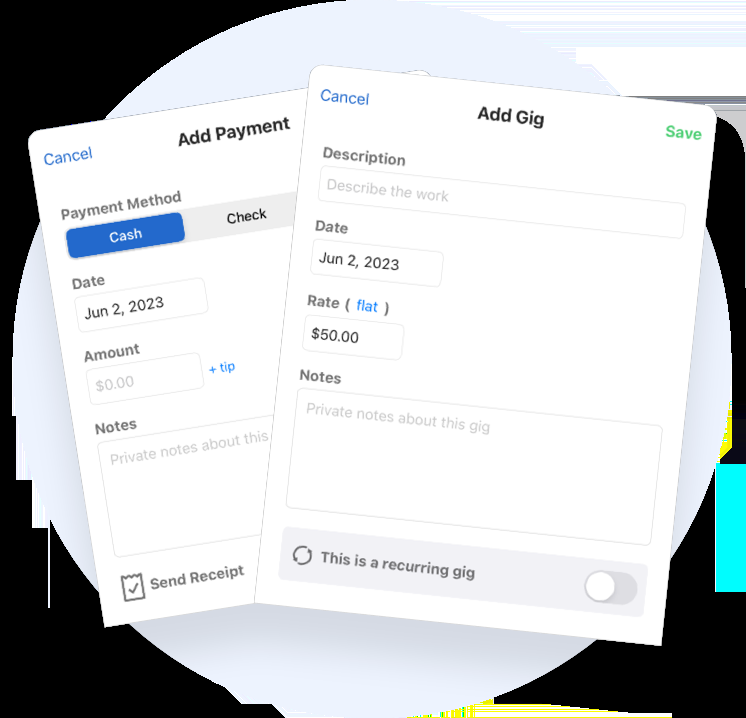 Cancel
Add Payment
Payment Method
Cash
Check
Date
Jun 2, 2023
Amount
$0.00
+ tip
Notes
Private notes about this
Send Receipt
Cancel
Add Gig
Save
Description
Describe the work
Date
Jun 2, 2023
Rate ( flat )
$50.00
Notes
Private notes about this gig
This is a recurring gig